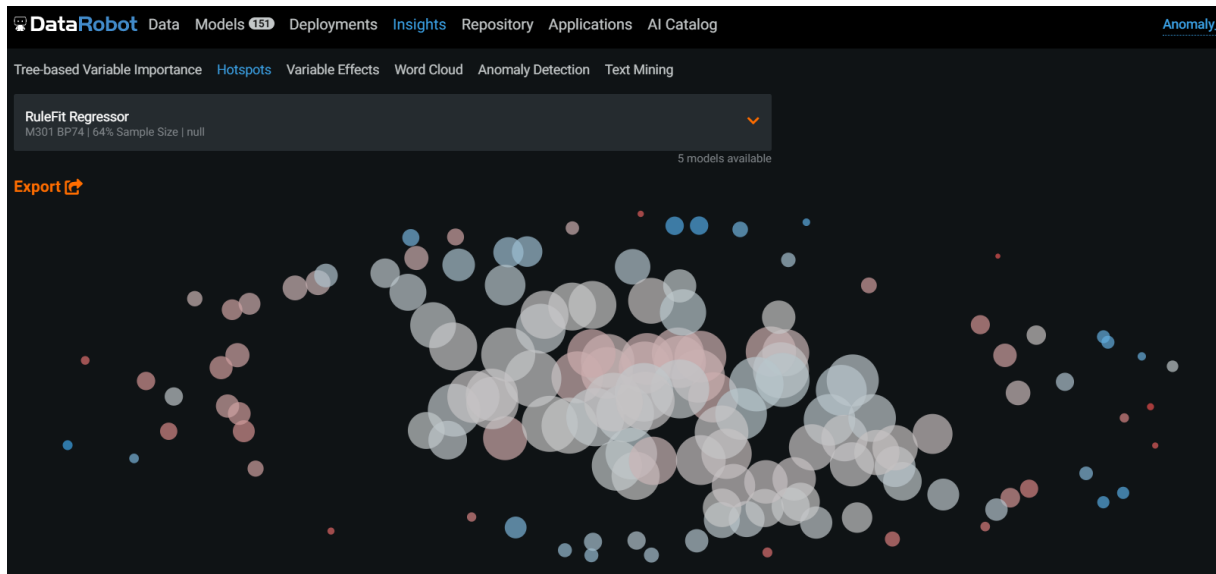 DataRobot Data Models 151 Deployments Insights Repository Applications AI Catalog Anomaly
Tree-based Variable Importance Hotspots Variable Effects Word Cloud Anomaly Detection Text Mining
RuleFit Regressor
M301 BP74 | 64% Sample Size | null
5 models available
Export